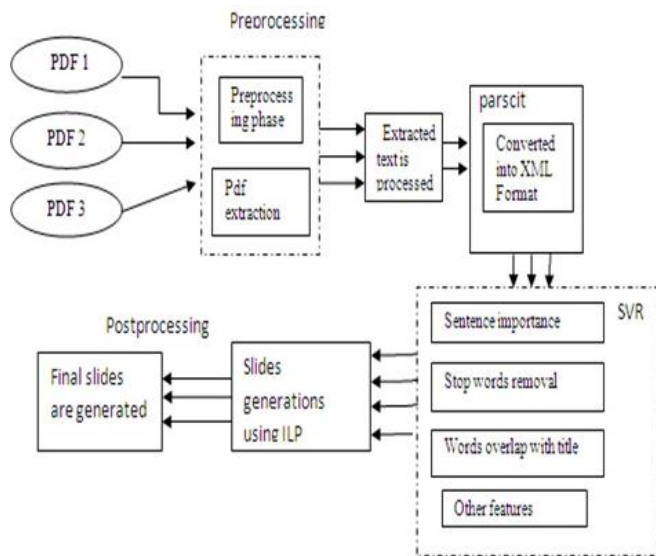 Preprocessing
PDF 1
PDF 2
PDF 3
Preprocess
ing phase
Pdf
extraction
Extracted
text is
processed
parscit
Converted
into XML
Format
SVR
Sentence importance
Stop words removal
Words overlap with title
Other features
Slides
generations
using ILP
Postprocessing
Final slides
are generated